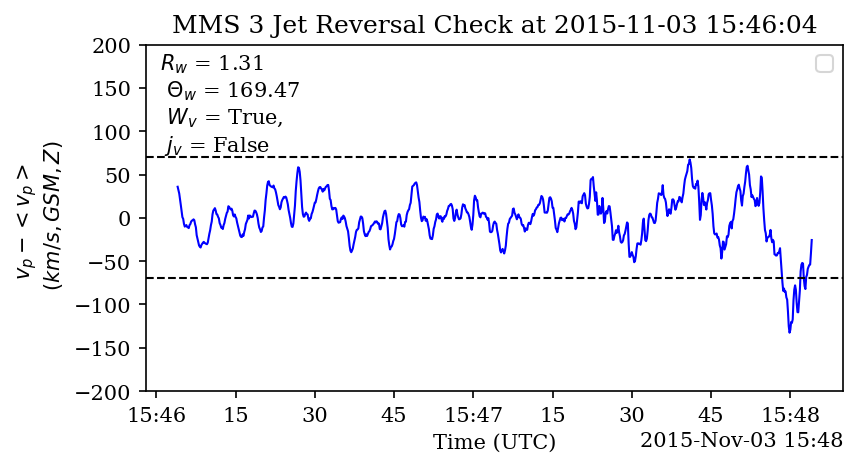 MMS 3 Jet Reversal Check at 2015-11-03 15:46:04
R_w = 1.31
Θ_w = 169.47
W_v = True,
j_v = False
200
150
100
50
0
−50
−100
−150
−200
v_p − <v_p>
(km/s, GSM, Z)
15:46 15 30 45 15:47 15 30 45 15:48
Time (UTC)
2015-Nov-03 15:48